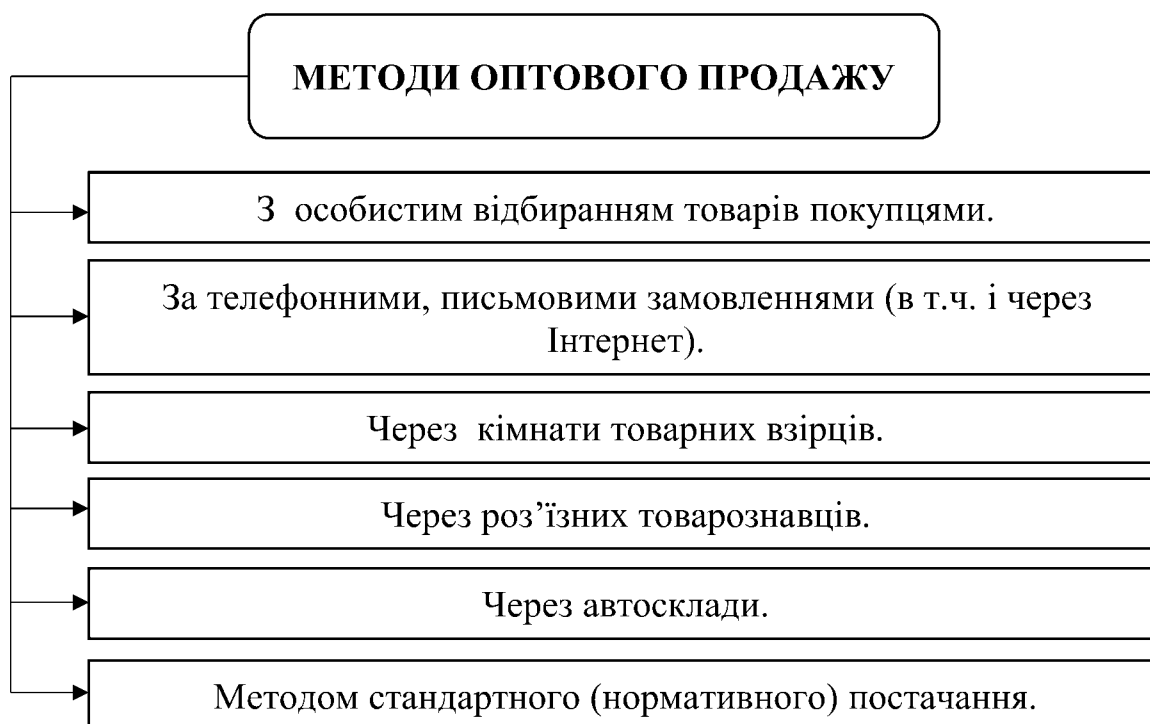 МЕТОДИ ОПТОВОГО ПРОДАЖУ
З особистим відбиранням товарів покупцями.
За телефонними, письмовими замовленнями (в т.ч. і через
Інтернет).
Через кімнати товарних взірців.
Через роз’їзних товарознавців.
Через автосклади.
Методом стандартного (нормативного) постачання.